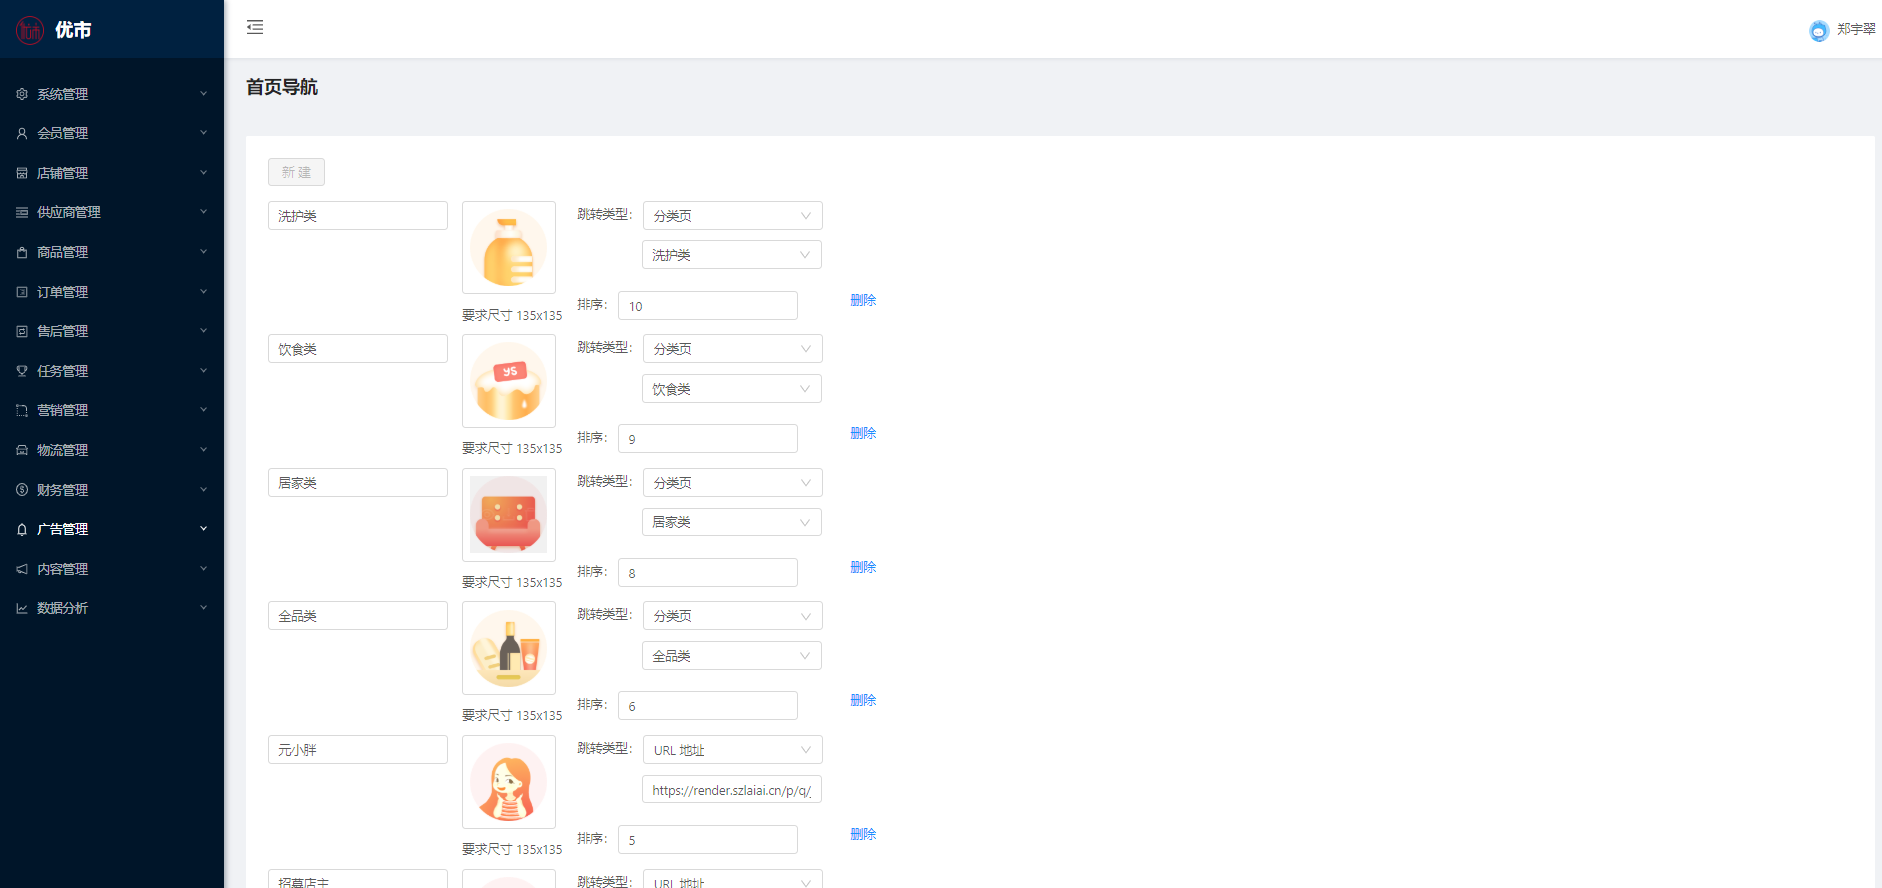 优市
郑宇翠
系统管理
会员管理
店铺管理
供应商管理
商品管理
订单管理
售后管理
任务管理
营销管理
物流管理
财务管理
广告管理
内容管理
数据分析
首页导航
新 建
洗护类
跳转类型:
分类页
洗护类
要求尺寸 135x135
排序:
10
删除
饮食类
YS
跳转类型:
分类页
饮食类
要求尺寸 135x135
排序:
9
删除
居家类
跳转类型:
分类页
居家类
要求尺寸 135x135
排序:
8
删除
全品类
跳转类型:
分类页
全品类
要求尺寸 135x135
排序:
6
删除
元小胖
跳转类型:
URL 地址
https://render.szlaiai.cn/p/q/
要求尺寸 135x135
排序:
5
删除
招募店主
跳转类型:
URL 地址